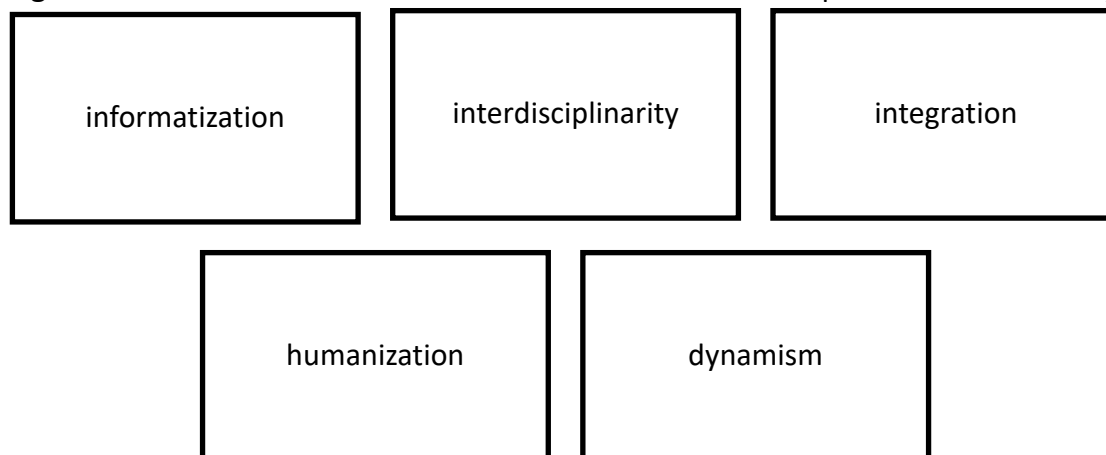 informatization
interdisciplinarity
integration
humanization
dynamism